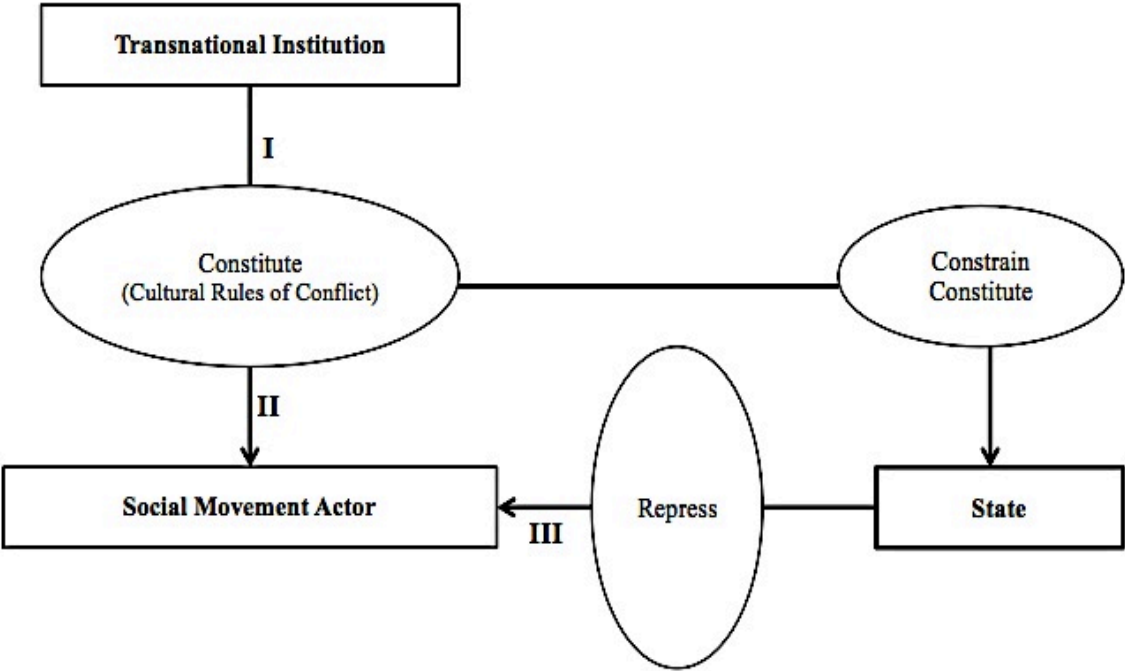 Transnational Institution
I
Constitute
(Cultural Rules of Conflict)
Constrain
Constitute
II
Social Movement Actor
III
Repress
State